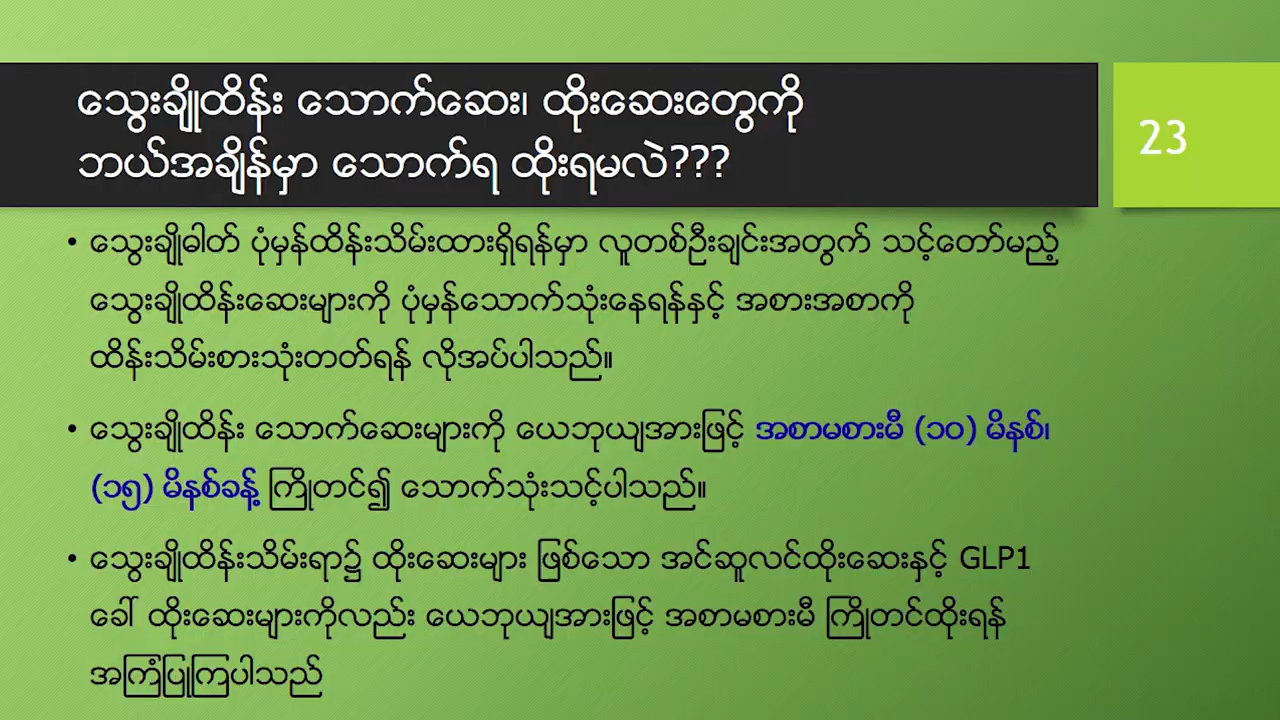 သွေးချိုထိန်း သောက်ဆေး၊ ထိုးဆေးတွေကို
ဘယ်အချိန်မှာ သောက်ရ ထိုးရမလဲ???
23
• သွေးချိုဓါတ် ပုံမှန်ထိန်းသိမ်းထားရှိရန်မှာ လူတစ်ဦးချင်းအတွက် သင့်တော်မည့်
သွေးချိုထိန်းဆေးများကို ပုံမှန်သောက်သုံးနေရန်နှင့် အစားအစာကို
ထိန်းသိမ်းစားသုံးတတ်ရန် လိုအပ်ပါသည်။
• သွေးချိုထိန်း သောက်ဆေးများကို ယေဘုယျအားဖြင့် အစာမစားမီ (၁၀) မိနစ်၊
(၁၅) မိနစ်ခန့် ကြိုတင်၍ သောက်သုံးသင့်ပါသည်။
• သွေးချိုထိန်းသိမ်းရာ၌ ထိုးဆေးများ ဖြစ်သော အင်ဆူလင်ထိုးဆေးနှင့် GLP1
ခေါ် ထိုးဆေးများကိုလည်း ယေဘုယျအားဖြင့် အစာမစားမီ ကြိုတင်ထိုးရန်
အကြံပြုကြပါသည်